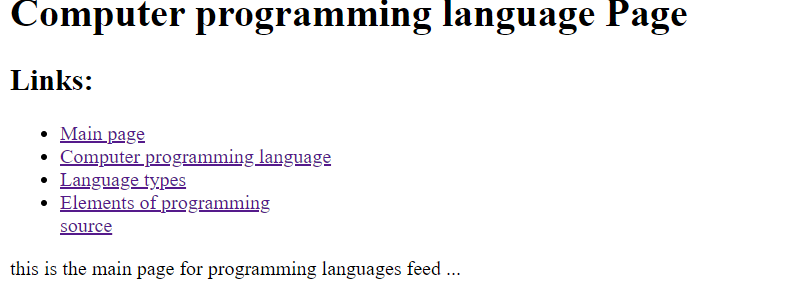 Computer programming language Page
Links:
Main page
Computer programming language
Language types
Elements of programming
source
this is the main page for programming languages feed ...